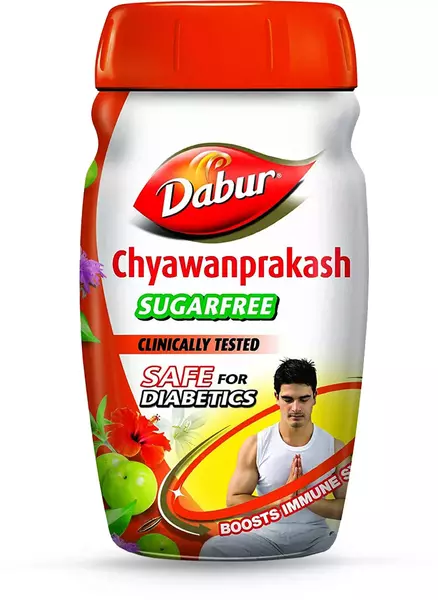 Dabur
Chyawanprakash
SUGARFREE
CLINICALLY TESTED
SAFE FOR
DIABETICS
BOOSTS IMMUNE